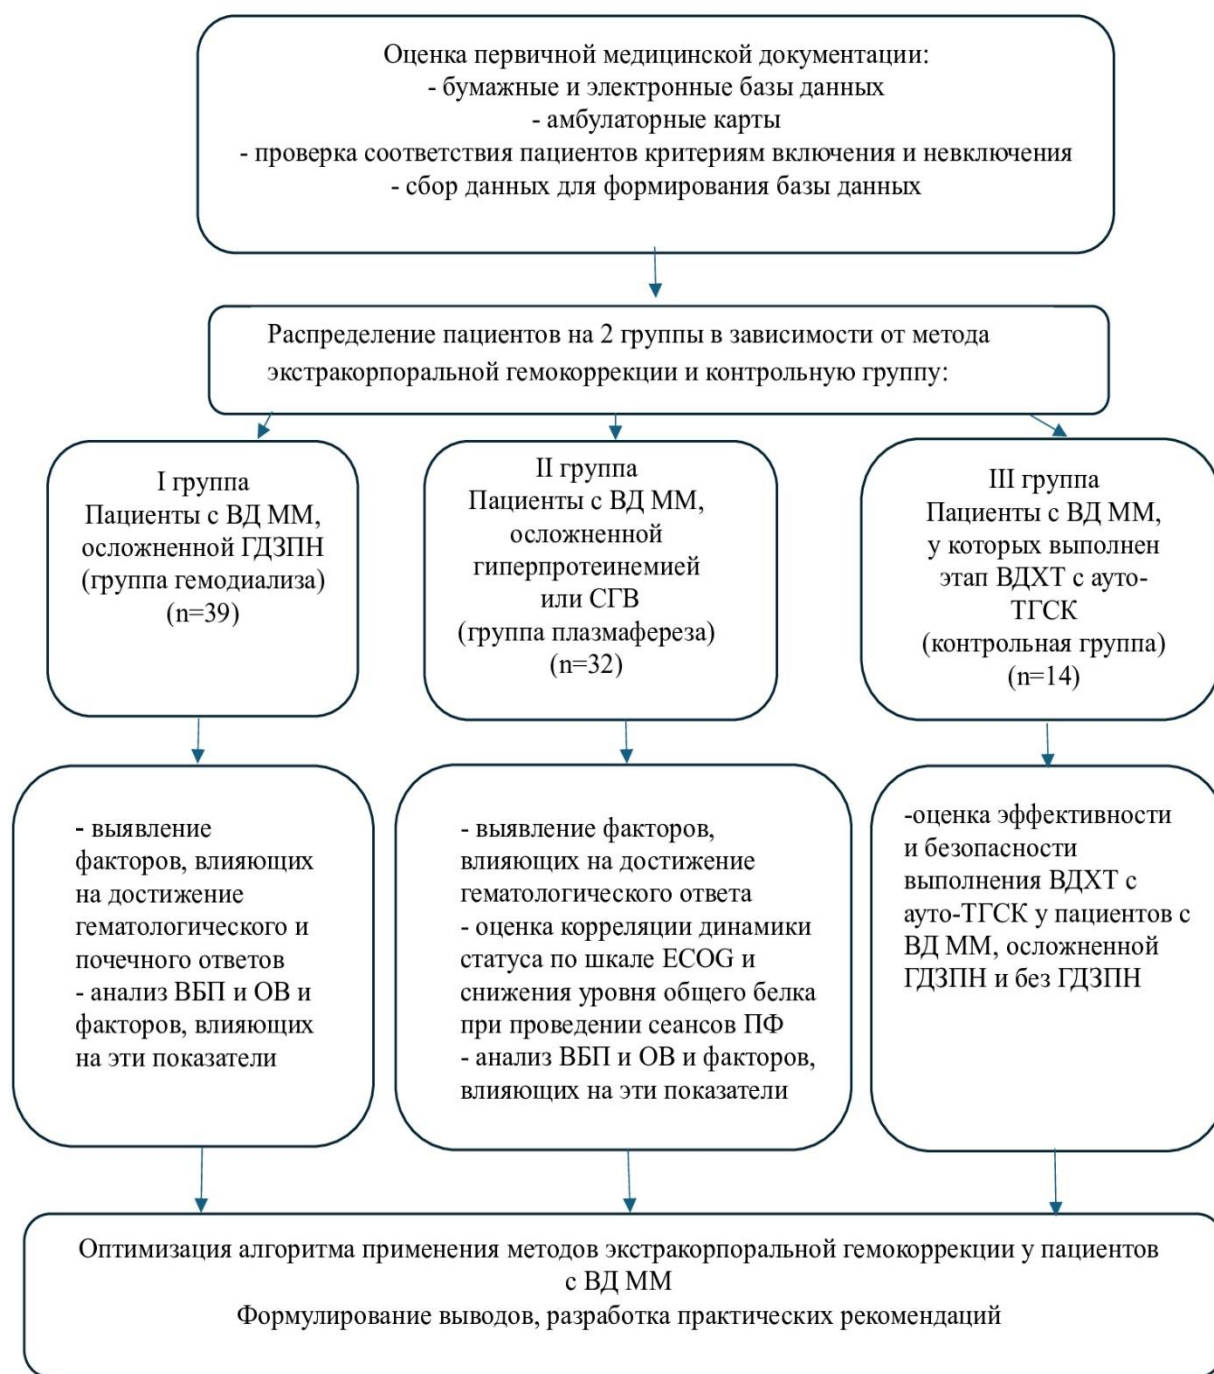 Оценка первичной медицинской документации:
- бумажные и электронные базы данных
- амбулаторные карты
- проверка соответствия пациентов критериям включения и невключения
- сбор данных для формирования базы данных
Распределение пациентов на 2 группы в зависимости от метода
экстракорпоральной гемокоррекции и контрольную группу:
I группа
Пациенты с ВД ММ,
осложненной ГДЗПН
(группа гемодиализа)
(n=39)
II группа
Пациенты с ВД ММ,
осложненной
гиперпротеинемией
или СГВ
(группа плазмафереза)
(n=32)
III группа
Пациенты с ВД ММ,
у которых выполнен
этап ВДХТ с ауто-
ТГСК
(контрольная группа)
(n=14)
- выявление
факторов, влияющих
на достижение
гематологического и
почечного ответов
- анализ ВБП и ОВ и
факторов, влияющих
на эти показатели
- выявление факторов,
влияющих на достижение
гематологического ответа
- оценка корреляции динамики
статуса по шкале ECOG и
снижения уровня общего белка
при проведении сеансов ПФ
- анализ ВБП и ОВ и факторов,
влияющих на эти показатели
-оценка эффективности
и безопасности
выполнения ВДХТ с
ауто-ТГСК у пациентов с
ВД ММ, осложненной
ГДЗПН и без ГДЗПН
Оптимизация алгоритма применения методов экстракорпоральной гемокоррекции у пациентов
с ВД ММ
Формулирование выводов, разработка практических рекомендаций